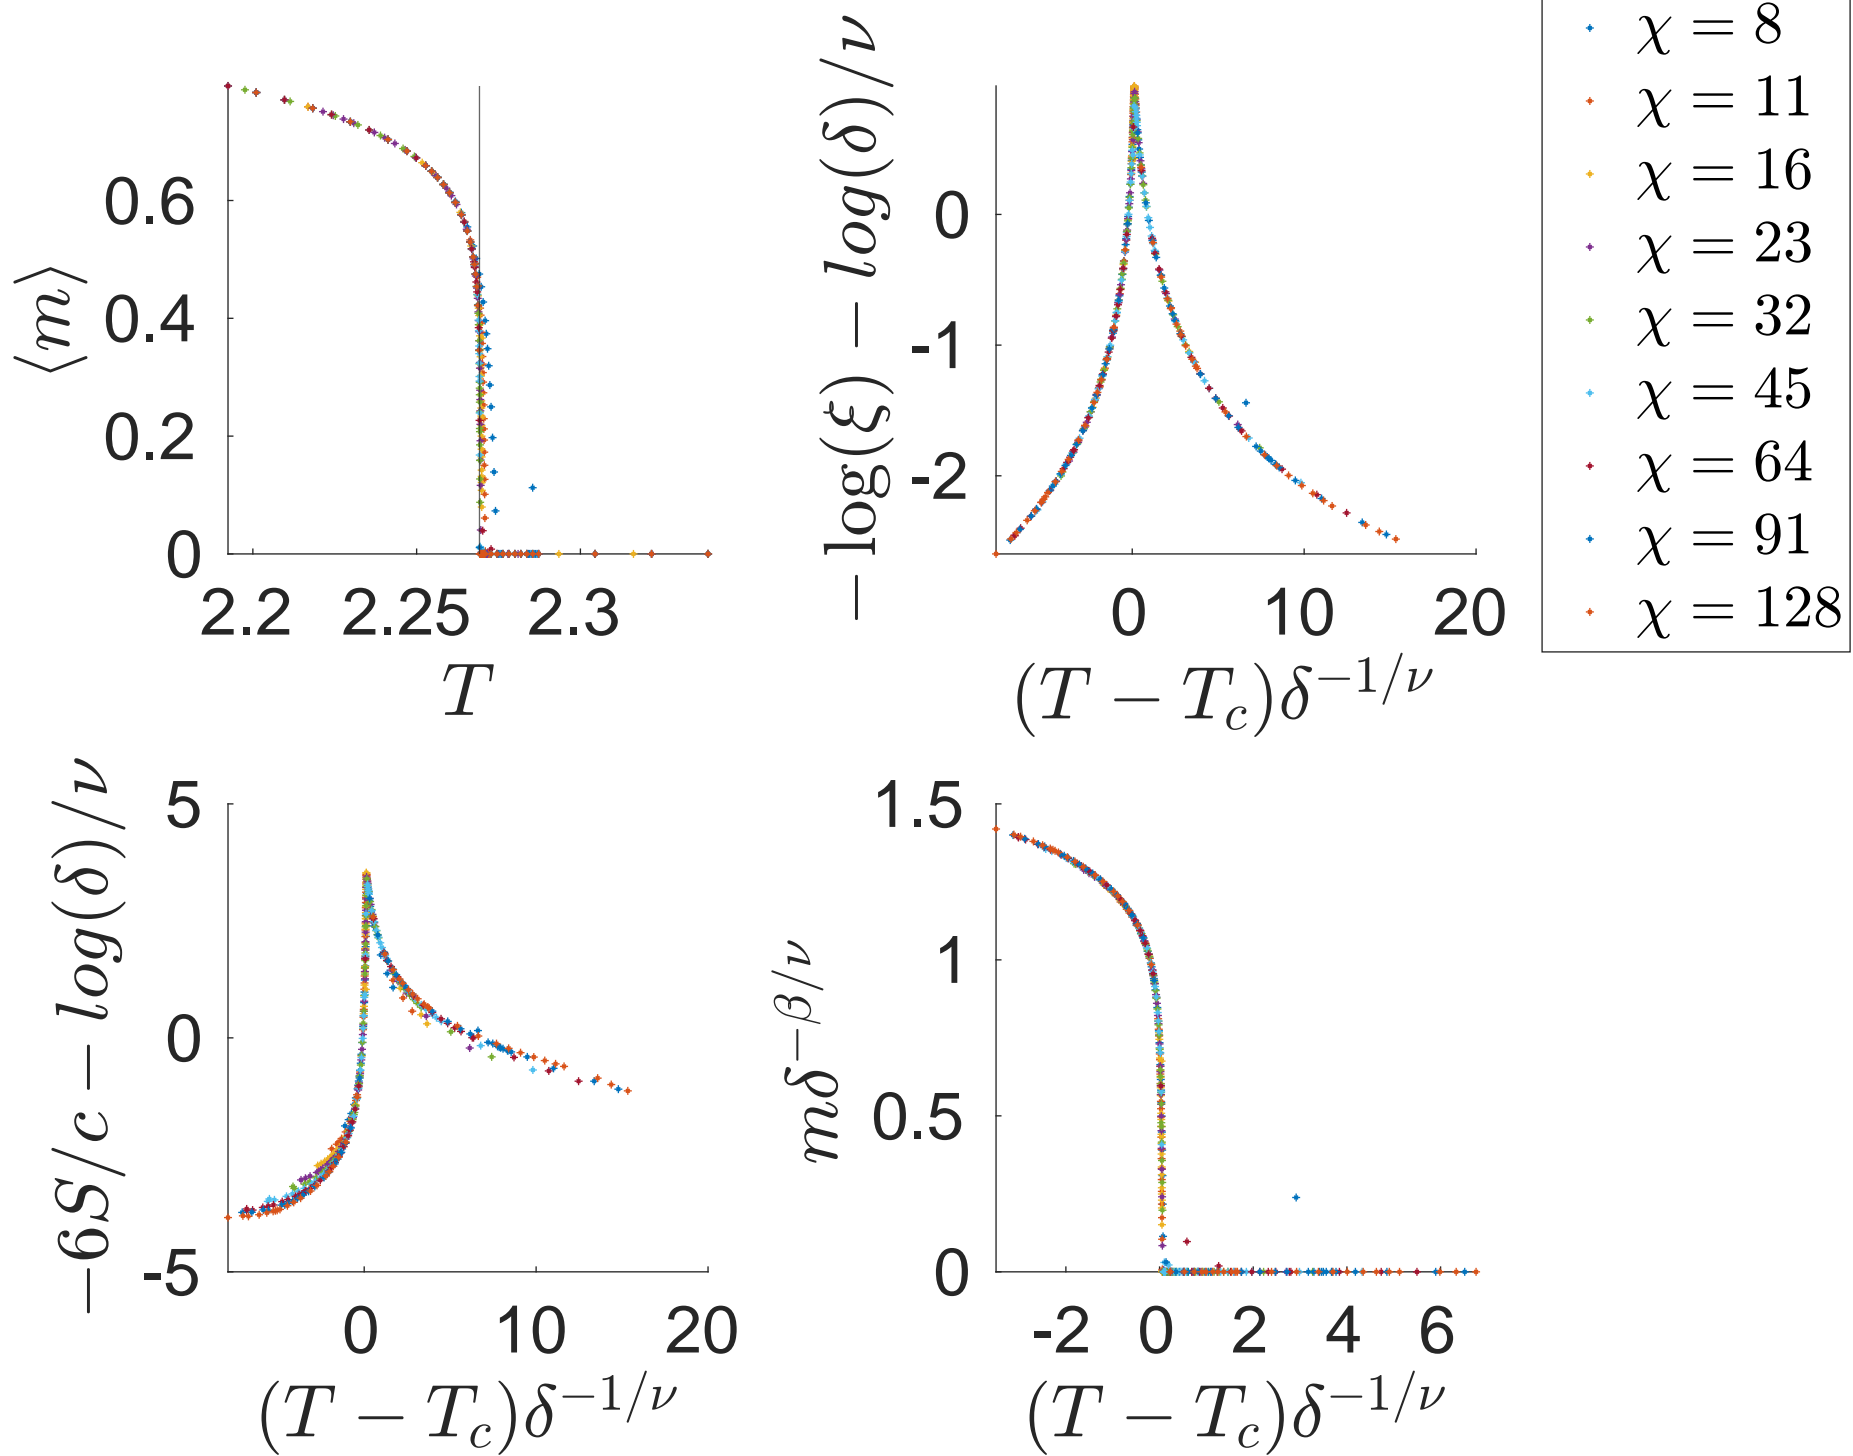 ⟨m⟩
0.6
0.4
0.2
0
2.2 2.25 2.3
T
− log(ξ) − log(δ)/ν
0
-1
-2
0 10 20
(T − T_c)δ^{−1/ν}
χ = 8
χ = 11
χ = 16
χ = 23
χ = 32
χ = 45
χ = 64
χ = 91
χ = 128
−6S/c − log(δ)/ν
5
0
-5
0 10 20
(T − T_c)δ^{−1/ν}
mδ^{−β/ν}
1.5
1
0.5
0
-2 0 2 4 6
(T − T_c)δ^{−1/ν}